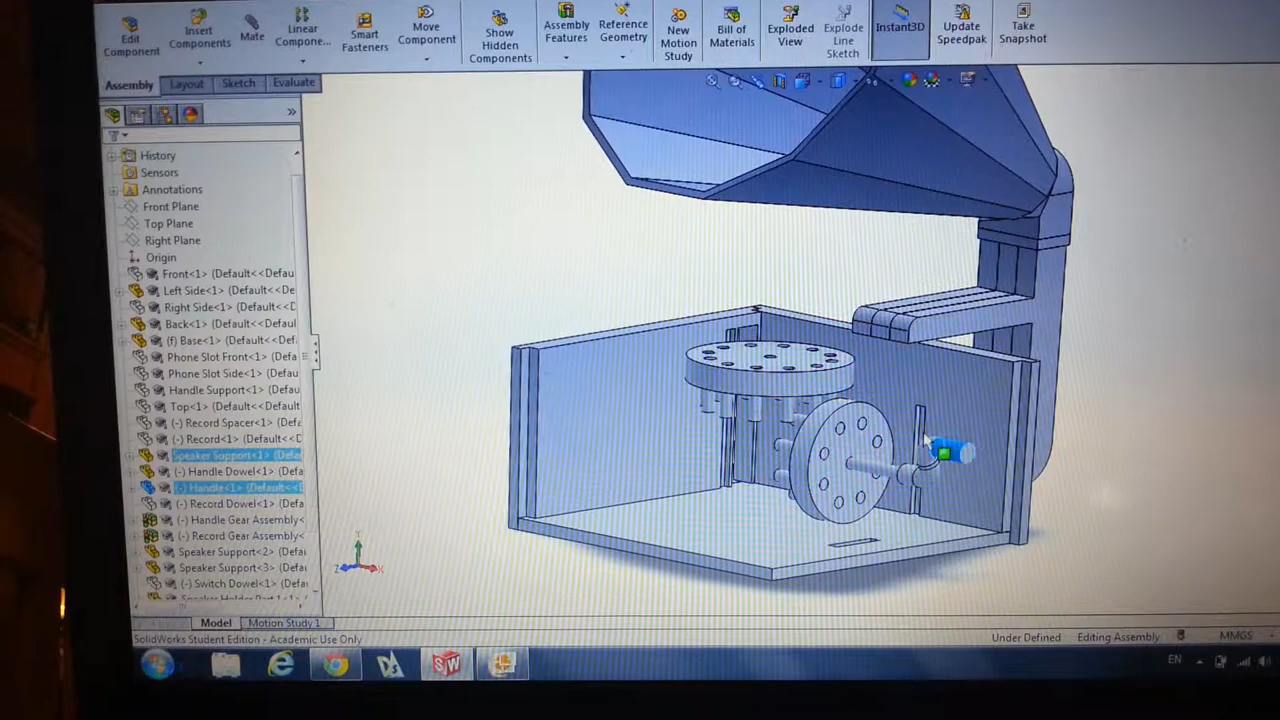 Edit Component
Insert Components
Mate
Linear Compone...
Smart Fasteners
Move Component
Show Hidden Components
Assembly Features
Reference Geometry
New Motion Study
Bill of Materials
Exploded View
Explode Line Sketch
Instant3D
Update Speedpak
Take Snapshot
Assembly Layout Sketch Evaluate
»
History
Sensors
Annotations
Front Plane
Top Plane
Right Plane
Origin
Front<1> (Default<<Defau
Left Side<1> (Default<<De
Right Side<1> (Default<<D
Back<1> (Default<<Defau
(f) Base<1> (Default<<Def
Phone Slot Front<1> (Defa
Phone Slot Side<1> (Defau
Handle Support<1> (Defau
Top<1> (Default<<Default
(-) Record Spacer<1> (Def
(-) Record<1> (Default<<D
Speaker Support<1> (Defau
(-) Handle Dowel<1> (Defa
(-) Handle<1> (Default<<D
(-) Record Dowel<1> (Defa
(-) Handle Gear Assembly<
(-) Record Gear Assembly<
Speaker Support<2> (Defa
Speaker Support<3> (Defa
(-) Switch Dowel<1> (Defau
Y
Z
X
Model Motion Study 1
SolidWorks Student Edition - Academic Use Only
Under Defined Editing Assembly MMGS
SW
EN